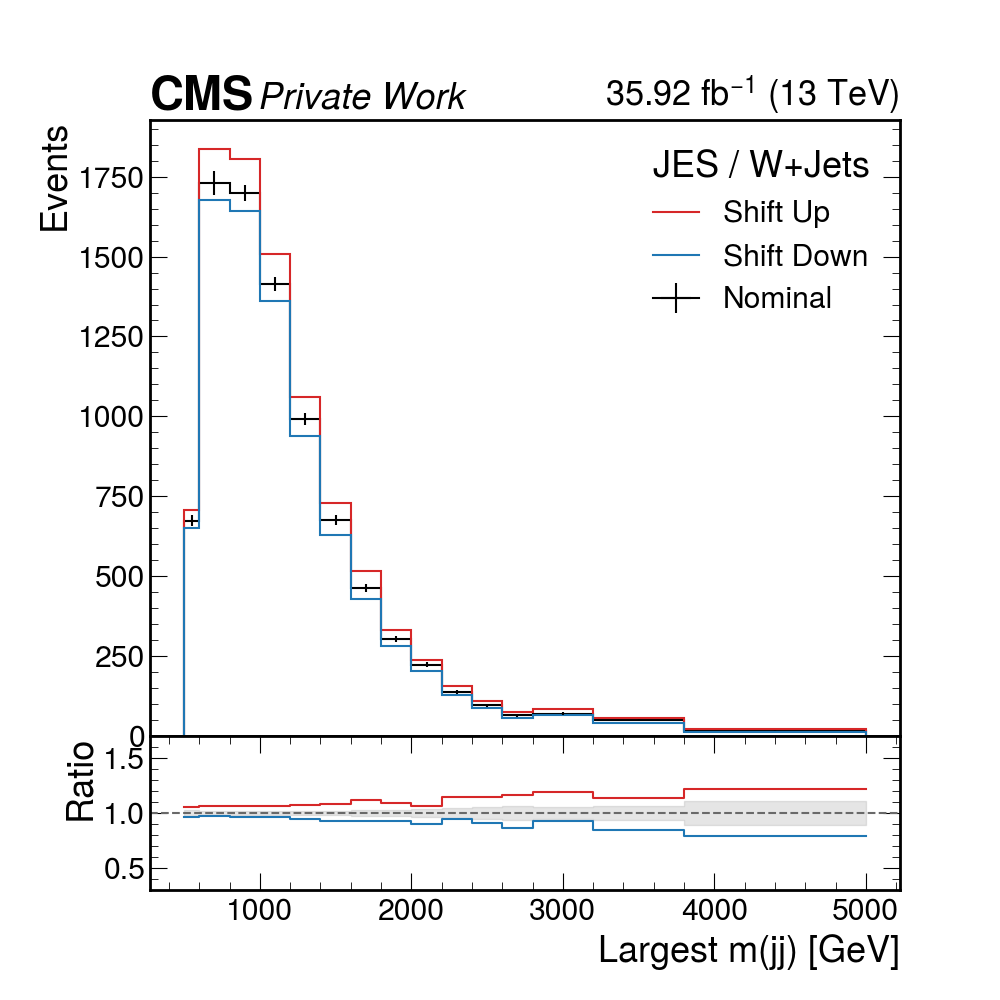 CMS Private Work 35.92 fb⁻¹ (13 TeV)
Events
1750
1500
1250
1000
750
500
250
0
JES / W+Jets
Shift Up
Shift Down
Nominal
Ratio
1.5
1.0
0.5
1000 2000 3000 4000 5000
Largest m(jj) [GeV]